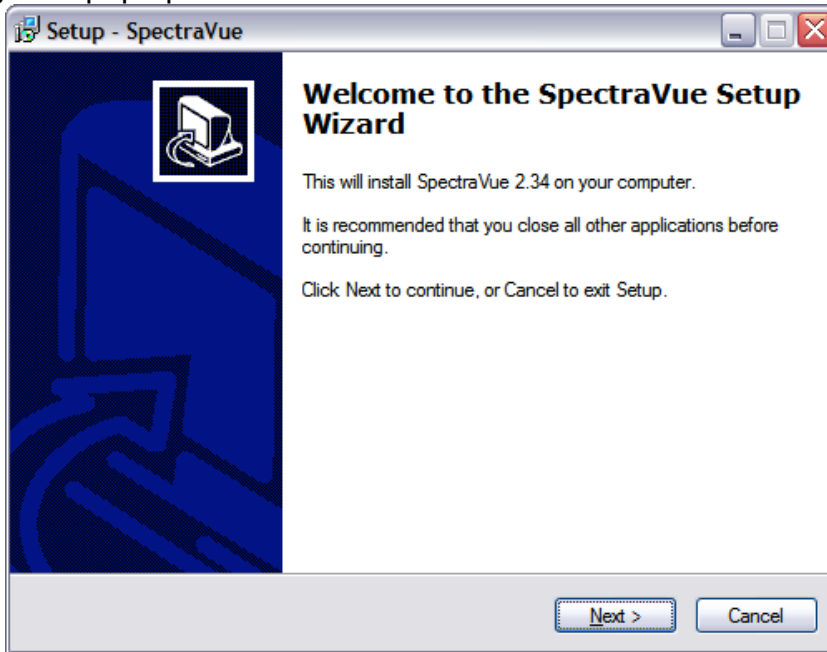 Setup - SpectraVue
Welcome to the SpectraVue Setup
Wizard
This will install SpectraVue 2.34 on your computer.
It is recommended that you close all other applications before
continuing.
Click Next to continue, or Cancel to exit Setup.
Next >
Cancel